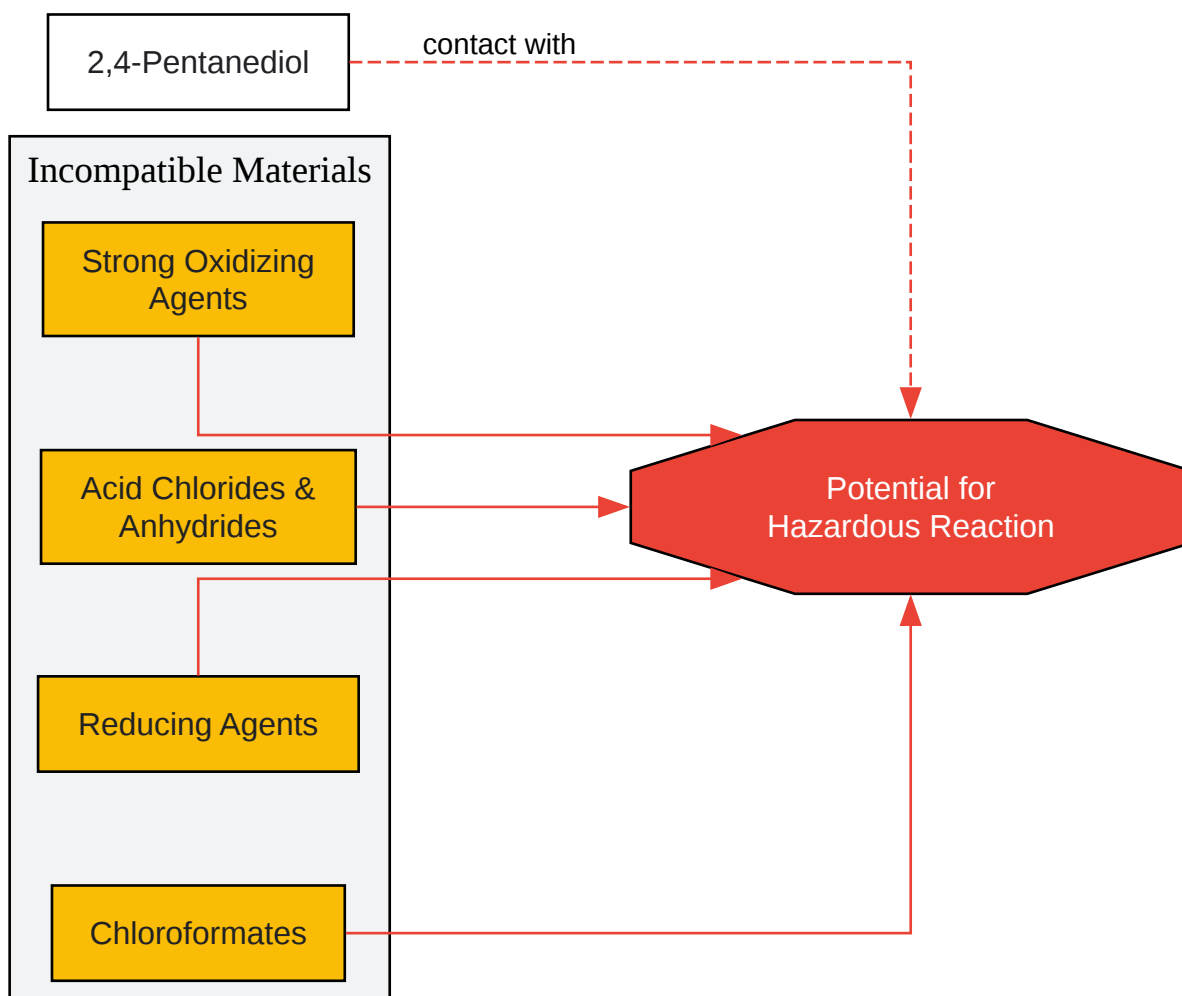 2,4-Pentanediol
contact with
Incompatible Materials
Strong Oxidizing
Agents
Acid Chlorides &
Anhydrides
Potential for
Hazardous Reaction
Reducing Agents
Chloroformates